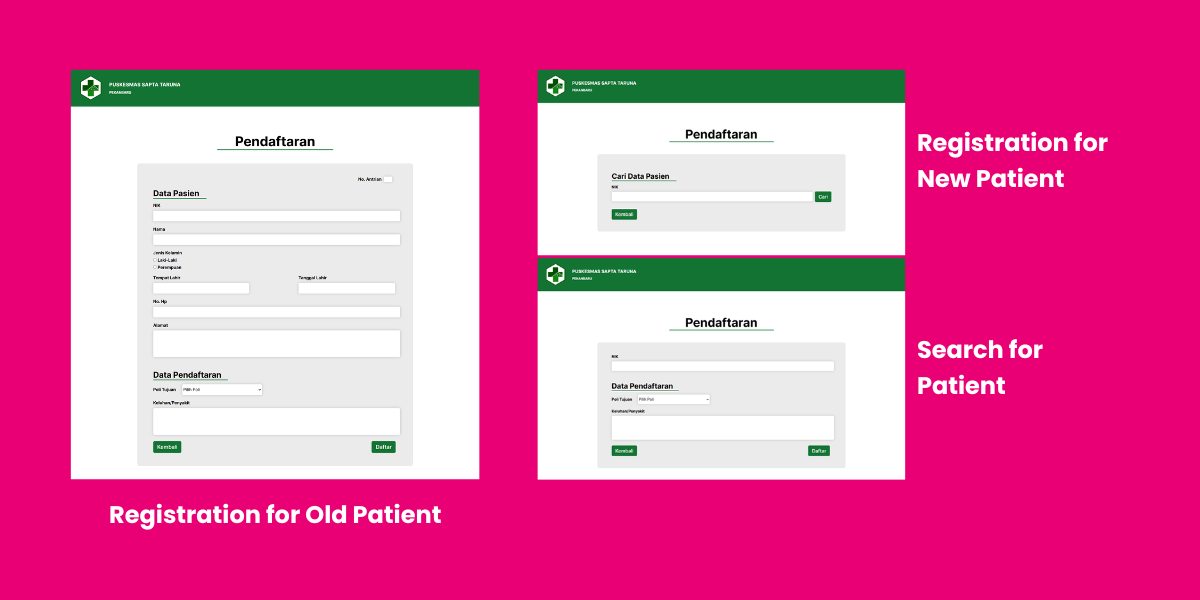 PUSKESMAS SAPTA TARUNA
PEKANBARU
Pendaftaran
No. Antrian
Data Pasien
NIK
Nama
Jenis Kelamin
Laki-Laki
Perempuan
Tempat Lahir
Tanggal Lahir
No. Hp
Alamat
Data Pendaftaran
Poli Tujuan
Pilih Poli
Keluhan/Penyakit
Kembali
Daftar
Registration for Old Patient
PUSKESMAS SAPTA TARUNA
PEKANBARU
Pendaftaran
Cari Data Pasien
NIK
Cari
Kembali
Registration for
New Patient
PUSKESMAS SAPTA TARUNA
PEKANBARU
Pendaftaran
NIK
Data Pendaftaran
Poli Tujuan
Pilih Poli
Keluhan/Penyakit
Kembali
Daftar
Search for
Patient